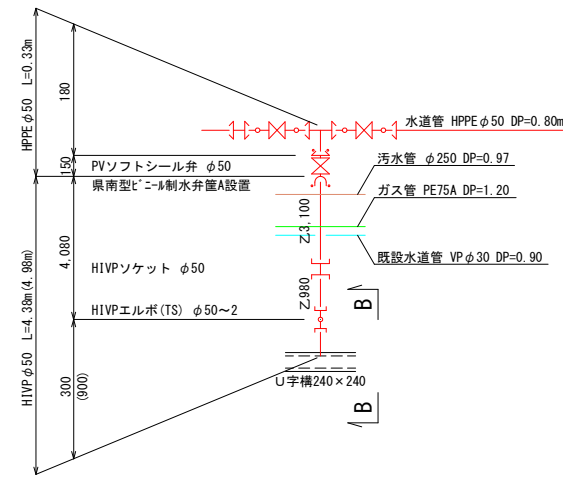 HPPEφ50 L=0.33m
180
水道管 HPPEφ50 DP=0.80m
150
PVソフトシール弁 φ50
汚水管 φ250 DP=0.97
県南型ﾋﾞﾆｰﾙ制水弁筐A設置
ガス管 PE75A DP=1.20
Z3,100
4,080
既設水道管 VPφ30 DP=0.90
HIVPソケット φ50
Z980
B
HIVPエルボ(TS) φ50~2
HIVPφ50 L=4.38m(4.98m)
300
(900)
U字構240×240
B